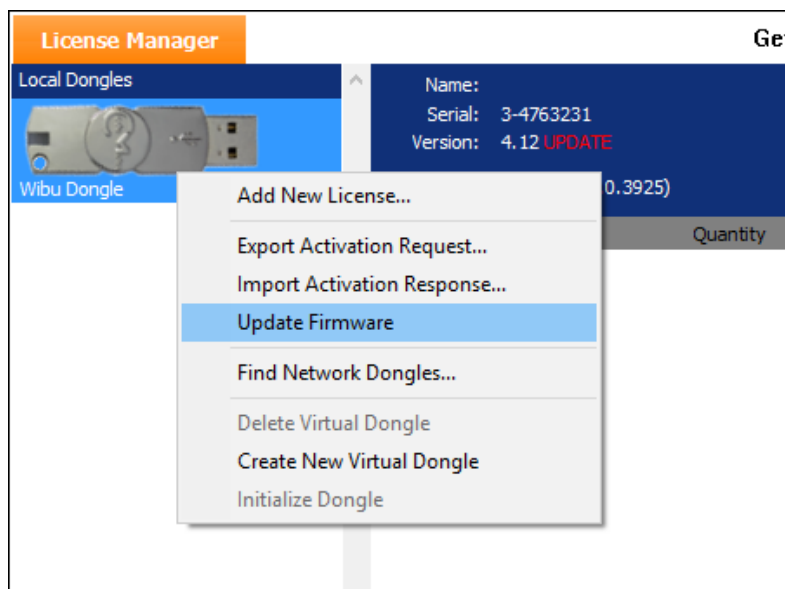 License Manager
Ge
Local Dongles
Name:
Serial: 3-4763231
Version: 4.12 UPDATE
Wibu Dongle
0.3925)
Quantity
Add New License...
Export Activation Request...
Import Activation Response...
Update Firmware
Find Network Dongles...
Delete Virtual Dongle
Create New Virtual Dongle
Initialize Dongle